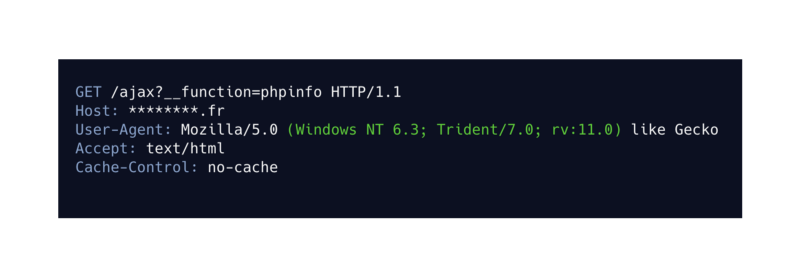 GET /ajax?__function=phpinfo HTTP/1.1
Host: ********.fr
User-Agent: Mozilla/5.0 (Windows NT 6.3; Trident/7.0; rv:11.0) like Gecko
Accept: text/html
Cache-Control: no-cache